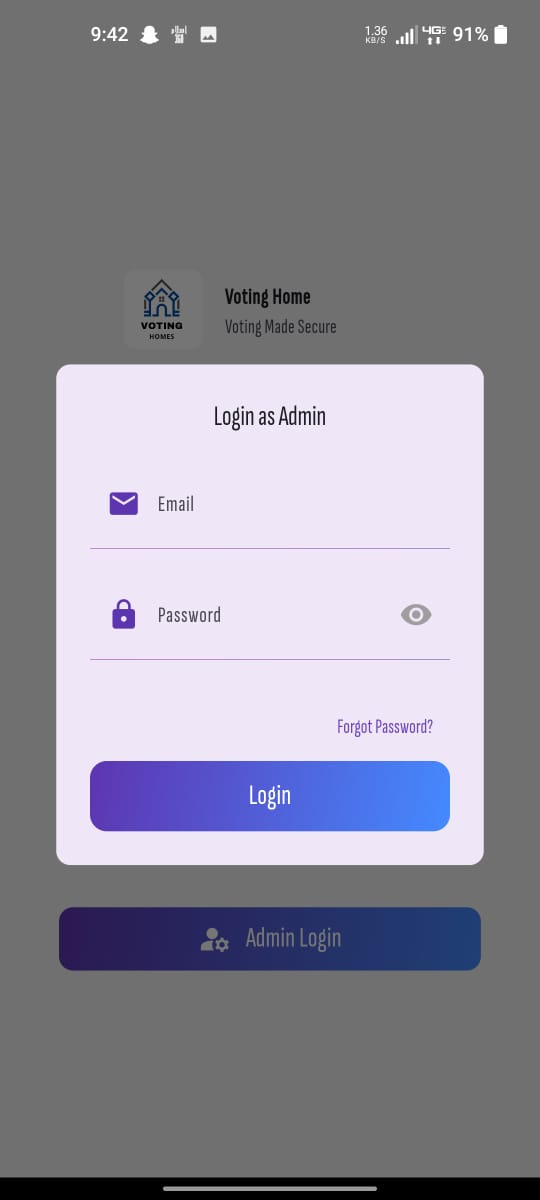 9:42
1.36
KB/S
4G
91%
Voting Home
VOTING
HOMES
Voting Made Secure
Login as Admin
Email
Password
Forgot Password?
Login
Admin Login